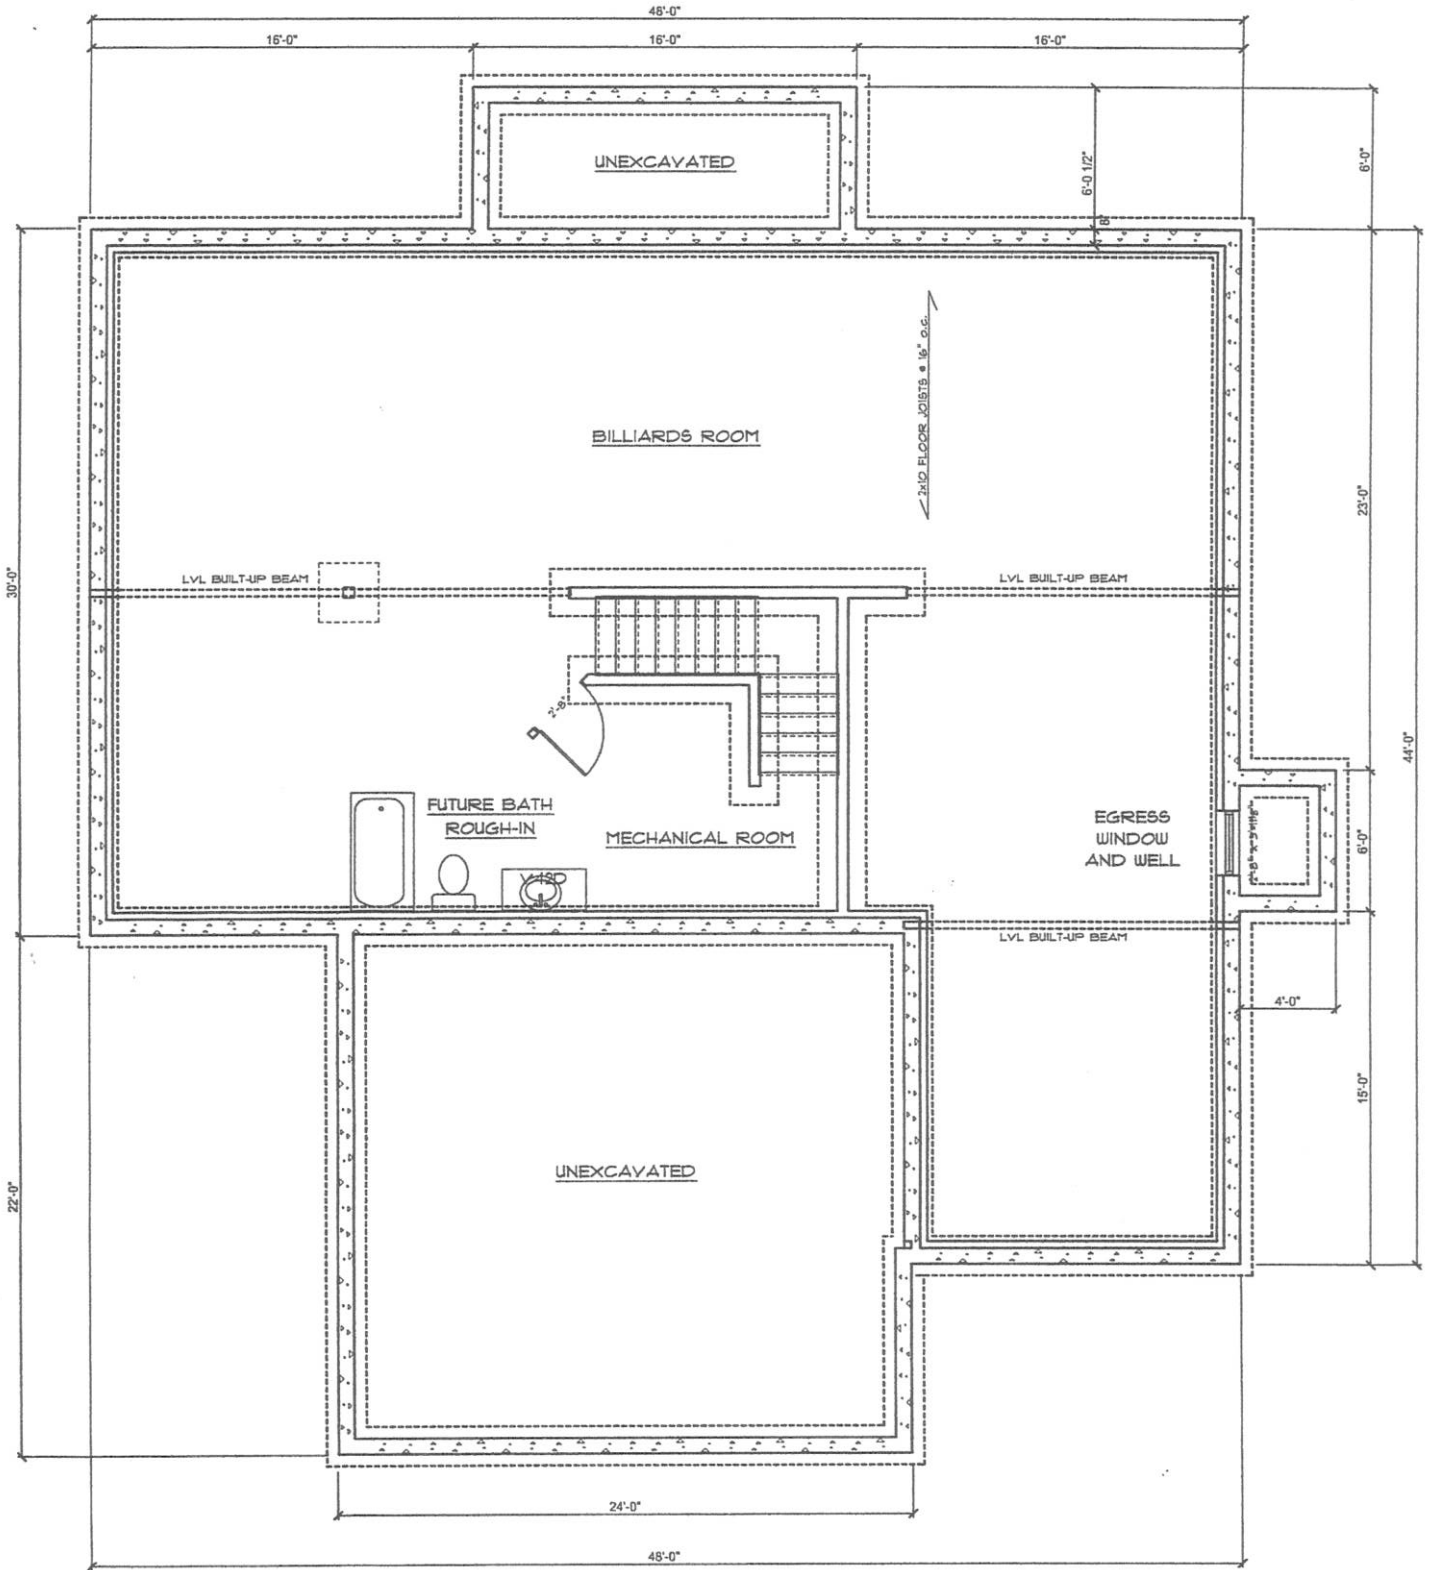 48'-0"
16'-0"
16'-0"
16'-0"
UNEXCAVATED
6'-0 1/2"
6'-0"
8"
BILLIARDS ROOM
2x10 FLOOR JOISTS @ 16" o.c.
23'-0"
30'-0"
LVL BUILT-UP BEAM
LVL BUILT-UP BEAM
2'-8"
44'-0"
FUTURE BATH
ROUGH-IN
MECHANICAL ROOM
EGRESS
WINDOW
AND WELL
6'-0"
LVL BUILT-UP BEAM
4'-0"
15'-0"
UNEXCAVATED
22'-0"
24'-0"
48'-0"